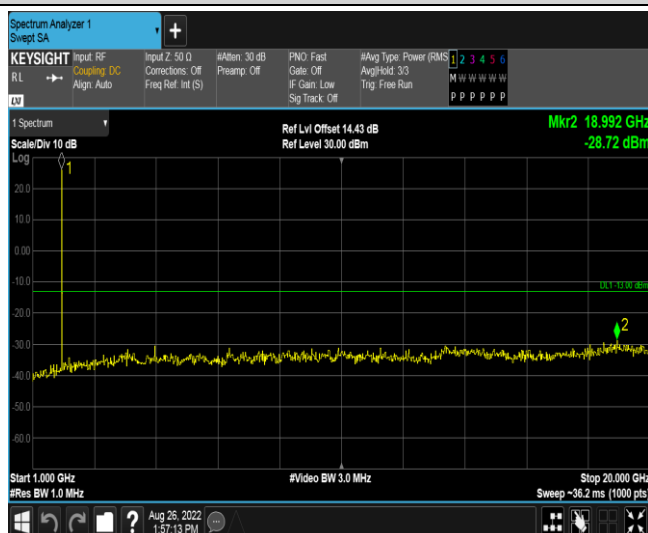 Spectrum Analyzer 1
Swept SA
KEYSIGHT
RL
LXI
Input: RF
Coupling: DC
Align: Auto
Input Z: 50 Ω
Corrections: Off
Freq Ref: Int (S)
#Atten: 30 dB
Preamp: Off
PNO: Fast
Gate: Off
IF Gain: Low
Sig Track: Off
#Avg Type: Power (RMS
Avg|Hold: 3/3
Trig: Free Run
1 2 3 4 5 6
M W W W W W
P P P P P P
1 Spectrum
Scale/Div 10 dB
Log
Ref Lvl Offset 14.43 dB
Ref Level 30.00 dBm
Mkr2 18.992 GHz
-28.72 dBm
1
20.0
10.0
0.00
-10.0
DL1 -13.00 dBm
2
-20.0
-30.0
-40.0
-50.0
-60.0
Start 1.000 GHz
#Res BW 1.0 MHz
#Video BW 3.0 MHz
Stop 20.000 GHz
Sweep ~36.2 ms (1000 pts)
?
Aug 26, 2022
1:57:13 PM